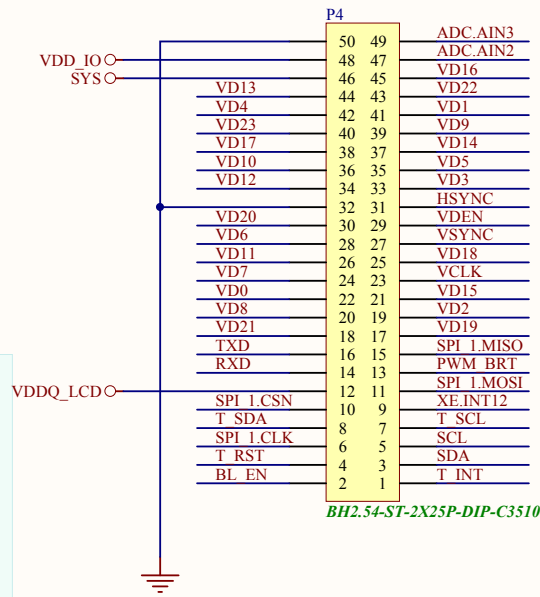 P4
50 49 ADC.AIN3
VDD_IO 48 47 ADC.AIN2
SYS 46 45 VD16
VD13 44 43 VD22
VD4 42 41 VD1
VD23 40 39 VD9
VD17 38 37 VD14
VD10 36 35 VD5
VD12 34 33 VD3
32 31 HSYNC
VD20 30 29 VDEN
VD6 28 27 VSYNC
VD11 26 25 VD18
VD7 24 23 VCLK
VD0 22 21 VD15
VD8 20 19 VD2
VD21 18 17 VD19
TXD 16 15 SPI_1.MISO
RXD 14 13 PWM_BRT
VDDQ_LCD 12 11 SPI_1.MOSI
SPI_1.CSN 10 9 XE.INT12
T_SDA 8 7 T_SCL
SPI_1.CLK 6 5 SCL
T_RST 4 3 SDA
BL_EN 2 1 T_INT
BH2.54-ST-2X25P-DIP-C3510